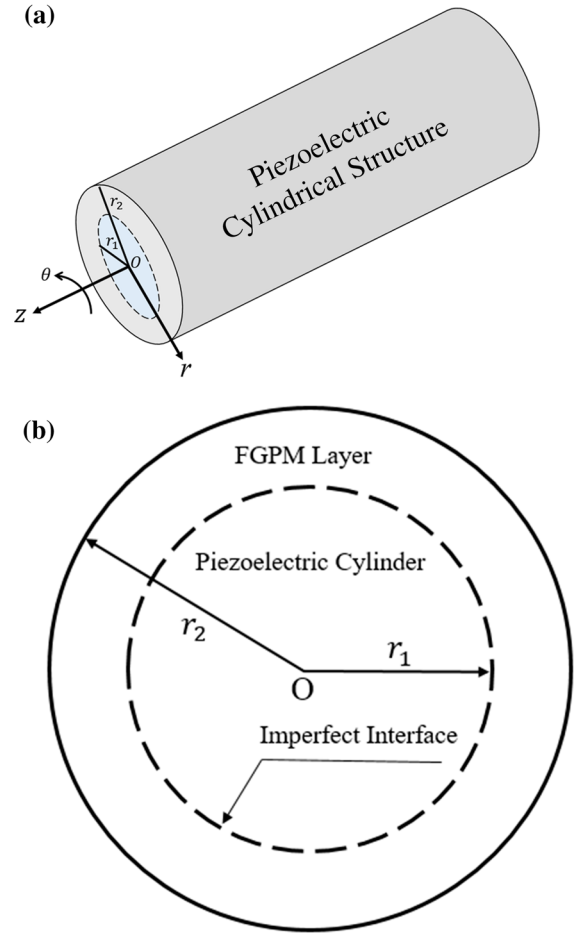 (a)
Piezoelectric
Cylindrical Structure
r₂
r₁
O
θ
z
r
(b)
FGPM Layer
Piezoelectric Cylinder
r₂
r₁
O
Imperfect Interface